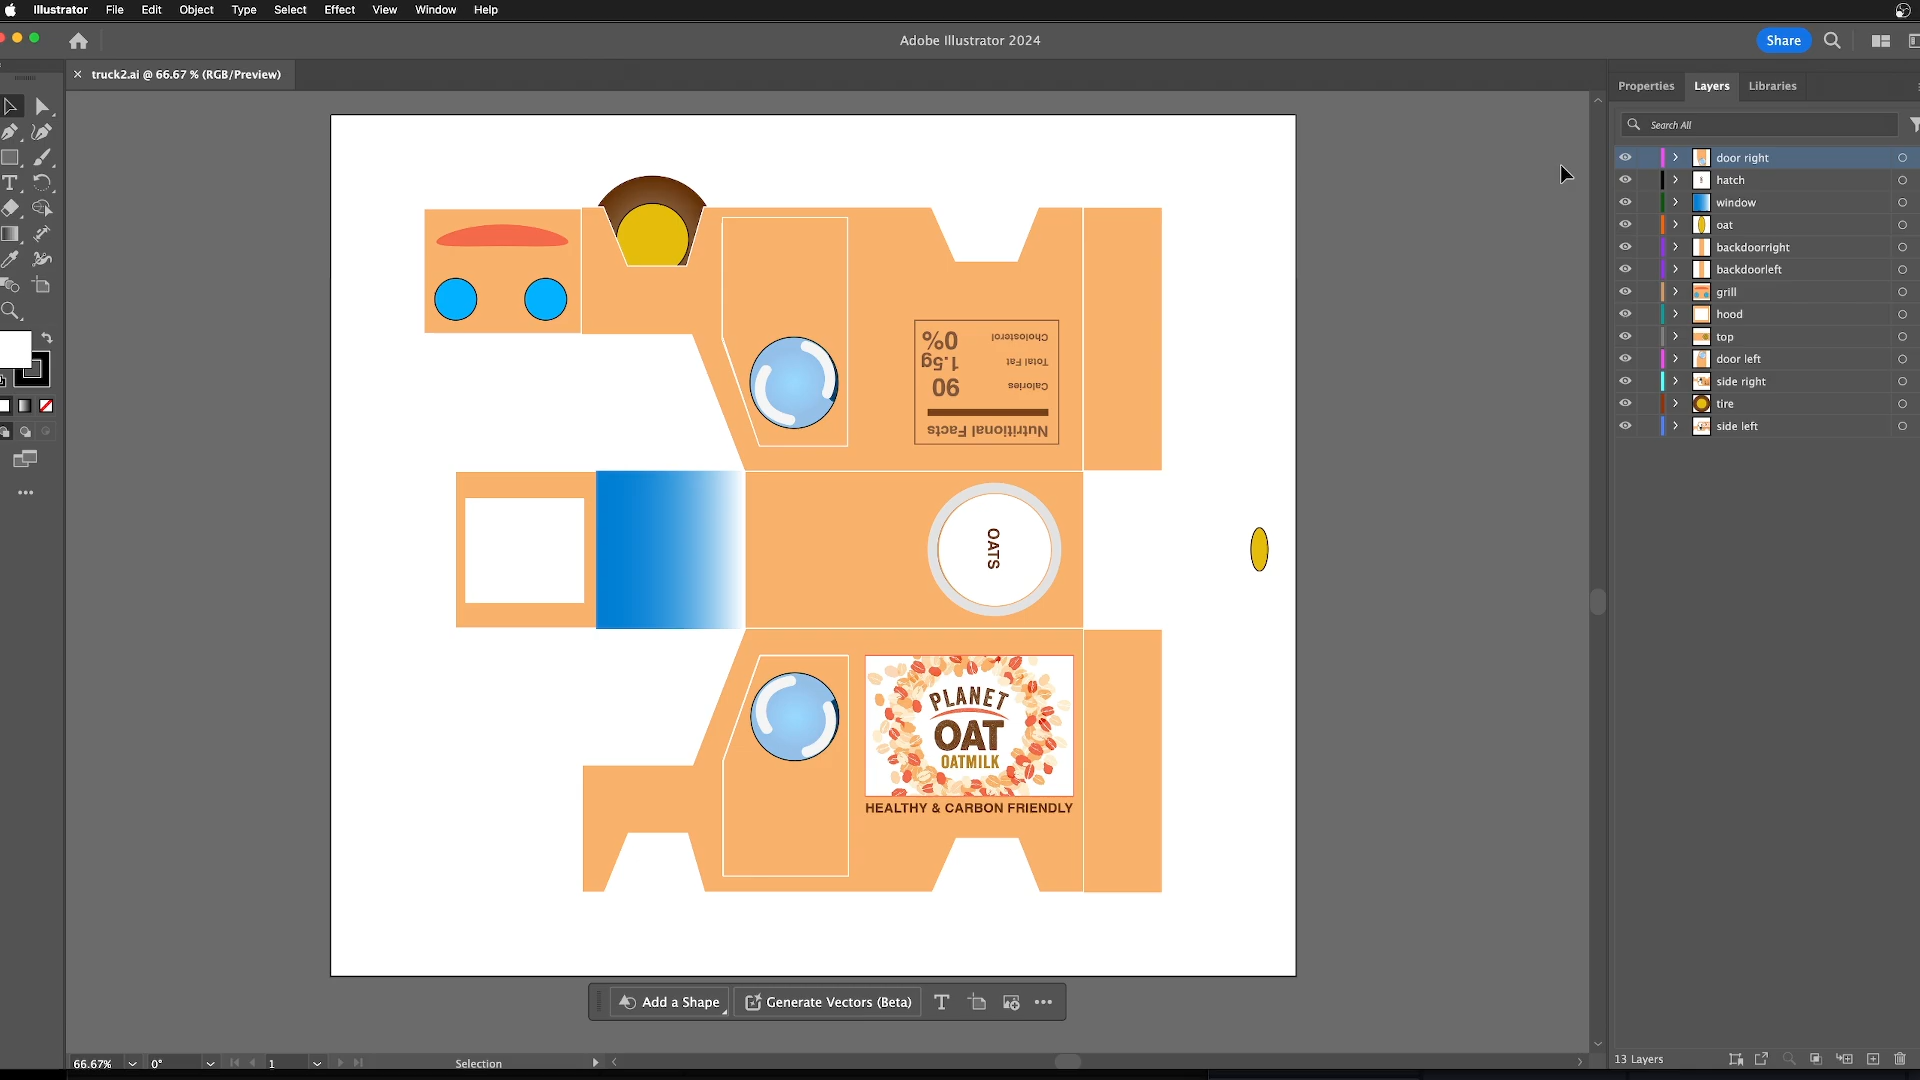 Illustrator File Edit Object Type Select Effect View Window Help
Adobe Illustrator 2024
Share
truck2.ai @ 66.67 % (RGB/Preview)
Properties Layers Libraries
Search All
door right
hatch
window
oat
backdoorright
backdoorleft
grill
hood
top
door left
side right
tire
side left
Cholosterol 0%
Total Fat 1.5g
Calories 90
Nutritional Facts
OATS
PLANET
OAT
OATMILK
HEALTHY & CARBON FRIENDLY
Add a Shape Generate Vectors (Beta)
66.67% 0° 1 Selection
13 Layers